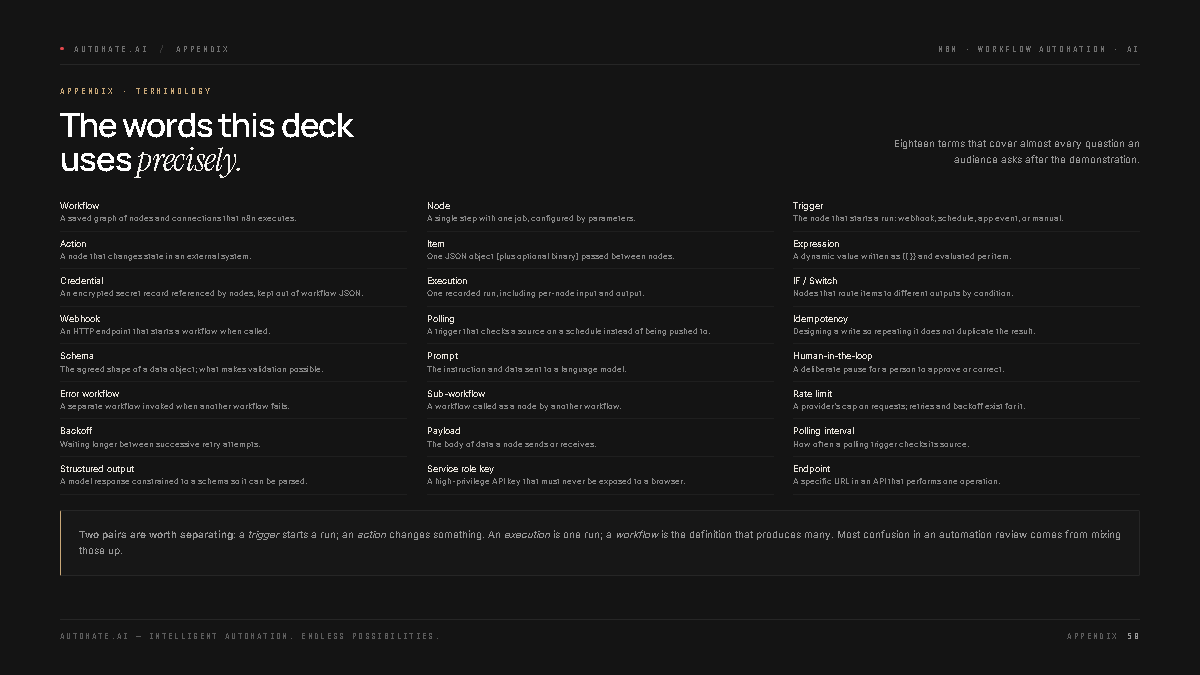 AUTOMATE.AI / APPENDIX
N8N · WORKFLOW AUTOMATION · AI
APPENDIX · TERMINOLOGY
The words this deck
uses precisely.
Eighteen terms that cover almost every question an
audience asks after the demonstration.
Workflow
A saved graph of nodes and connections that n8n executes.
Node
A single step with one job, configured by parameters.
Trigger
The node that starts a run: webhook, schedule, app event, or manual.
Action
A node that changes state in an external system.
Item
One JSON object (plus optional binary) passed between nodes.
Expression
A dynamic value written as {{ }} and evaluated per item.
Credential
An encrypted secret record referenced by nodes, kept out of workflow JSON.
Execution
One recorded run, including per-node input and output.
IF / Switch
Nodes that route items to different outputs by condition.
Webhook
An HTTP endpoint that starts a workflow when called.
Polling
A trigger that checks a source on a schedule instead of being pushed to.
Idempotency
Designing a write so repeating it does not duplicate the result.
Schema
The agreed shape of a data object; what makes validation possible.
Prompt
The instruction and data sent to a language model.
Human-in-the-loop
A deliberate pause for a person to approve or correct.
Error workflow
A separate workflow invoked when another workflow fails.
Sub-workflow
A workflow called as a node by another workflow.
Rate limit
A provider's cap on requests; retries and backoff exist for it.
Backoff
Waiting longer between successive retry attempts.
Payload
The body of data a node sends or receives.
Polling interval
How often a polling trigger checks its source.
Structured output
A model response constrained to a schema so it can be parsed.
Service role key
A high-privilege API key that must never be exposed to a browser.
Endpoint
A specific URL in an API that performs one operation.
Two pairs are worth separating: a trigger starts a run; an action changes something. An execution is one run; a workflow is the definition that produces many. Most confusion in an automation review comes from mixing
those up.
AUTOMATE.AI — INTELLIGENT AUTOMATION. ENDLESS POSSIBILITIES.
APPENDIX 50